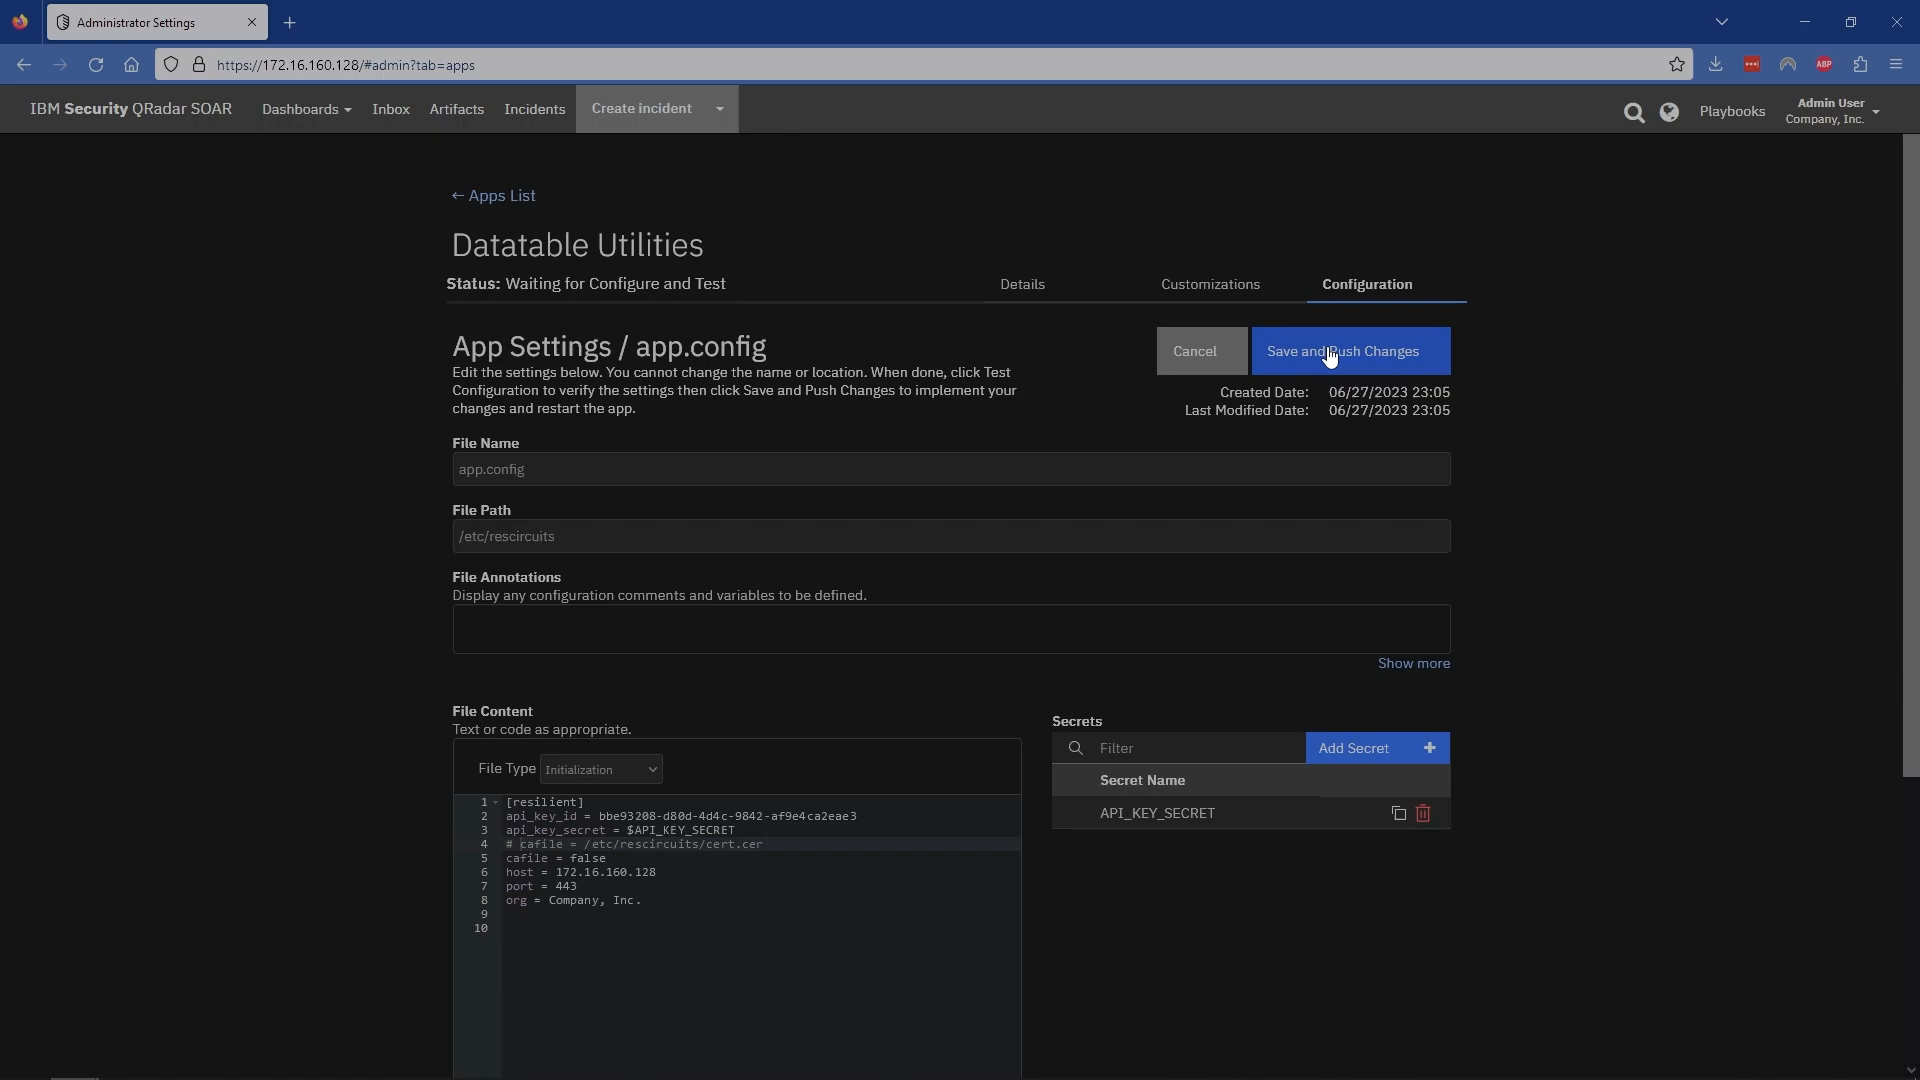 Administrator Settings
https://172.16.160.128/#admin?tab=apps
ABP
IBM Security QRadar SOAR
Dashboards
Inbox
Artifacts
Incidents
Create incident
Playbooks
Admin User
Company, Inc.
← Apps List
Datatable Utilities
Status: Waiting for Configure and Test
Details
Customizations
Configuration
App Settings / app.config
Cancel
Save and Push Changes
Edit the settings below. You cannot change the name or location. When done, click Test
Configuration to verify the settings then click Save and Push Changes to implement your
changes and restart the app.
Created Date: 06/27/2023 23:05
Last Modified Date: 06/27/2023 23:05
File Name
app.config
File Path
/etc/rescircuits
File Annotations
Display any configuration comments and variables to be defined.
Show more
File Content
Text or code as appropriate.
File Type Initialization
1 [resilient]
2 api_key_id = bbe93208-d80d-4d4c-9842-af9e4ca2eae3
3 api_key_secret = $API_KEY_SECRET
4 # cafile = /etc/rescircuits/cert.cer
5 cafile = false
6 host = 172.16.160.128
7 port = 443
8 org = Company, Inc.
9
10
Secrets
Filter
Add Secret +
Secret Name
API_KEY_SECRET